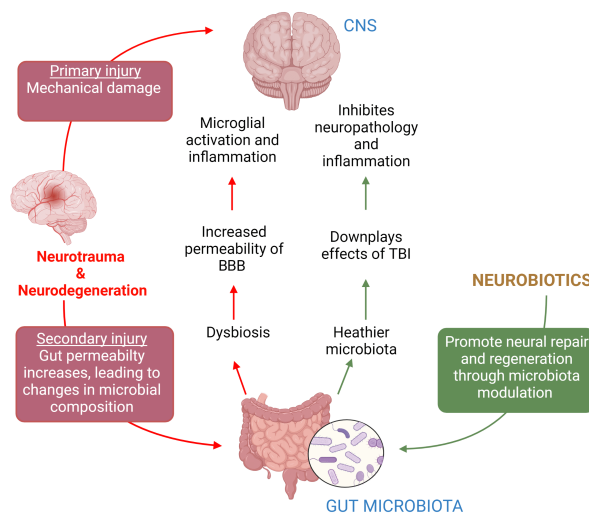 CNS
Primary injury
Mechanical damage
Microglial
activation and
inflammation
Inhibites
neuropathology
and
inflammation
Increased
permeability of
BBB
Downplays
effects of TBI
Neurotrauma
&
Neurodegeneration
NEUROBIOTICS
Secondary injury
Gut permeabilty
increases, leading to
changes in microbial
composition
Dysbiosis
Heathier
microbiota
Promote neural repair
and regeneration
through microbiota
modulation
GUT MICROBIOTA